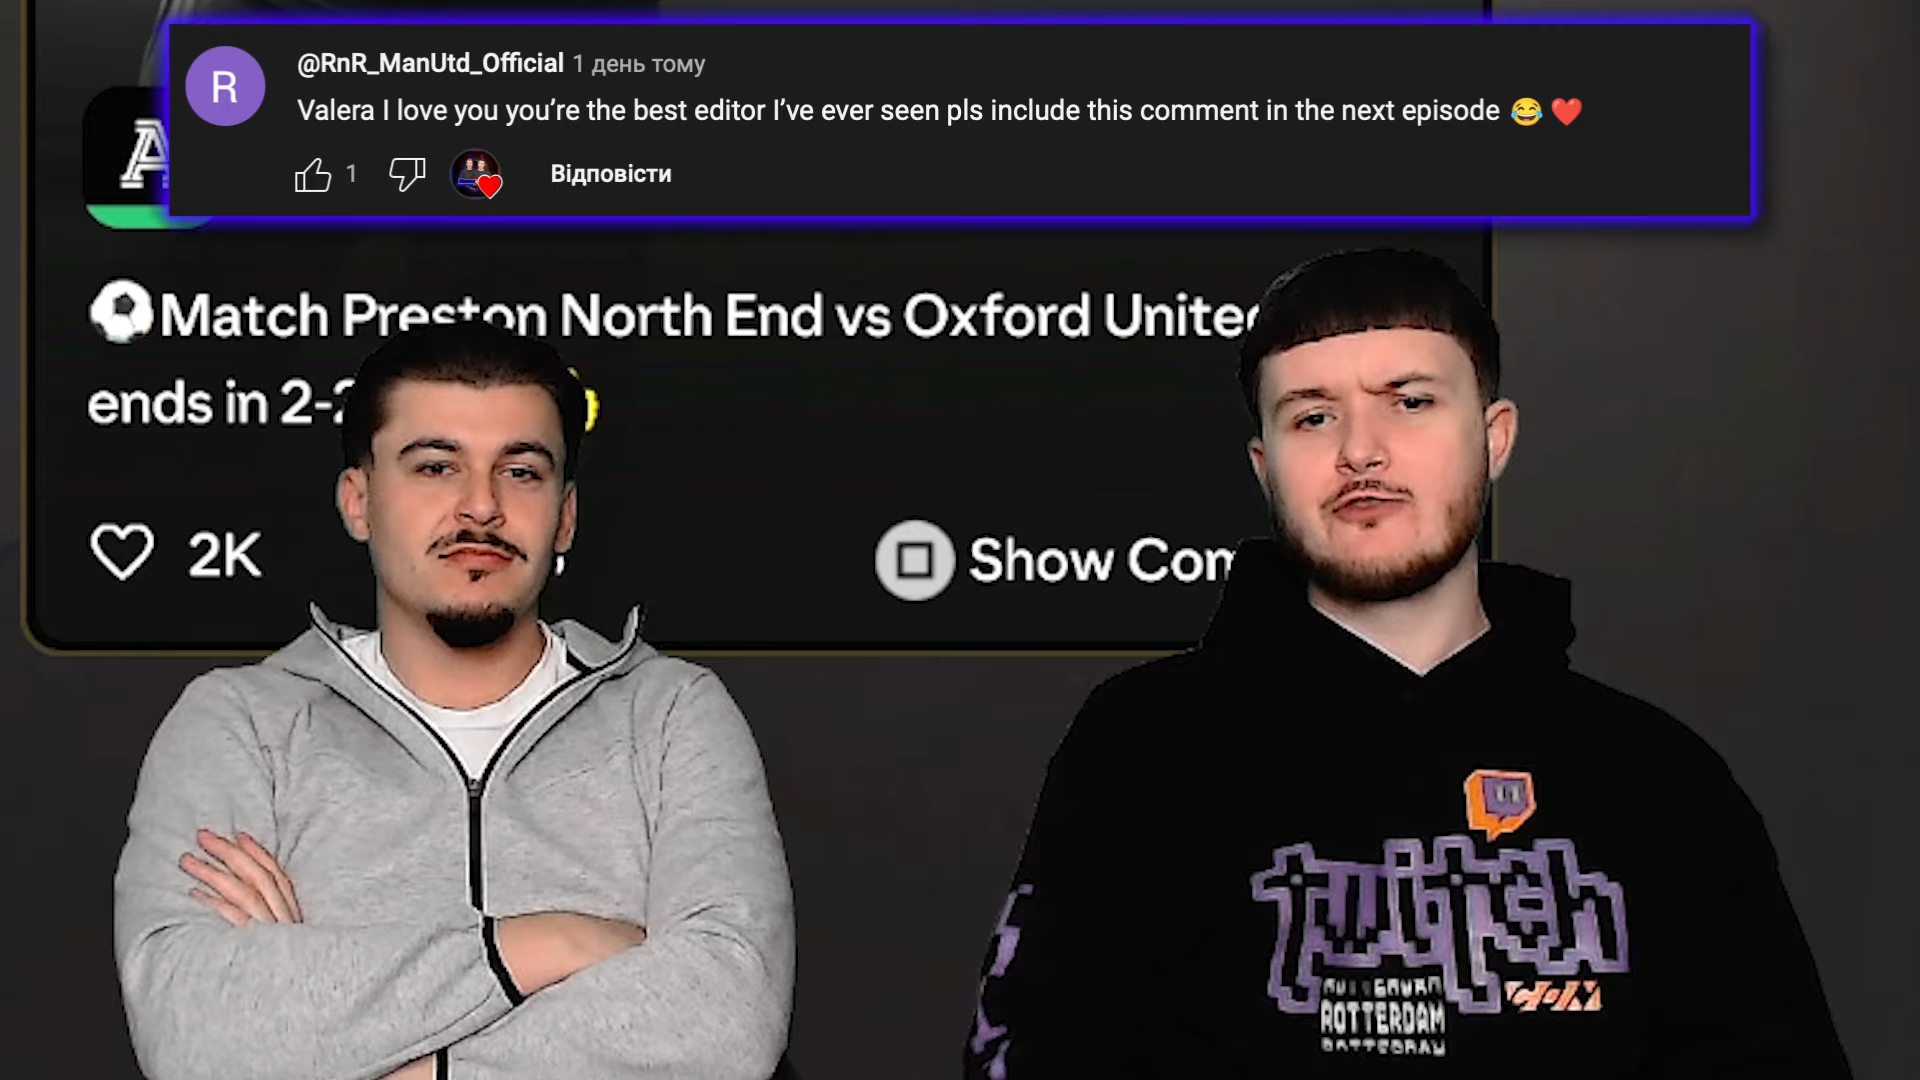 @RnR_ManUtd_Official 1 день тому
R
Valera I love you you’re the best editor I’ve ever seen pls include this comment in the next episode 😂 ❤️
1
Відповісти
A
⚽Match Preston North End vs Oxford United
ends in 2-2
2K
Show Com
twitch
ROTTERDAM